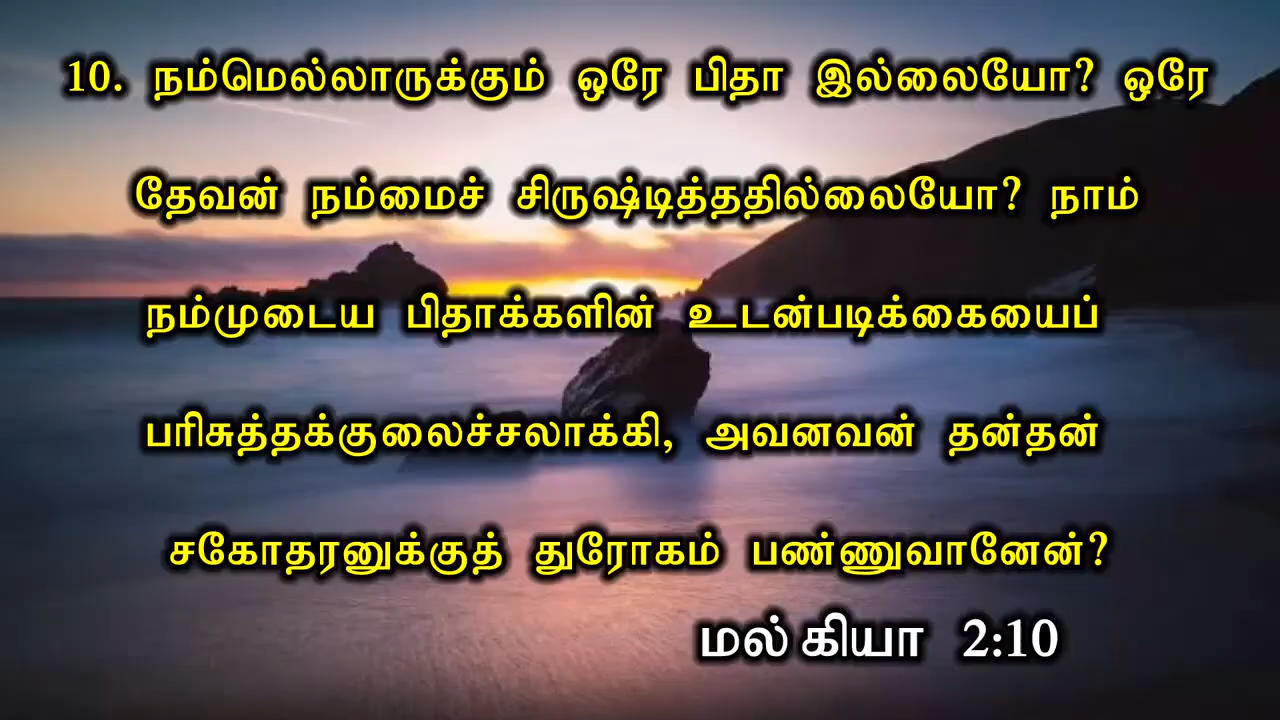 10. நம்மெல்லாருக்கும் ஒரே பிதா இல்லையோ? ஒரே
தேவன் நம்மைச் சிருஷ்டித்ததில்லையோ? நாம்
நம்முடைய பிதாக்களின் உடன்படிக்கையைப்
பரிசுத்தக்குலைச்சலாக்கி, அவனவன் தன்தன்
சகோதரனுக்குத் துரோகம் பண்ணுவானேன்?
மல்கியா 2:10